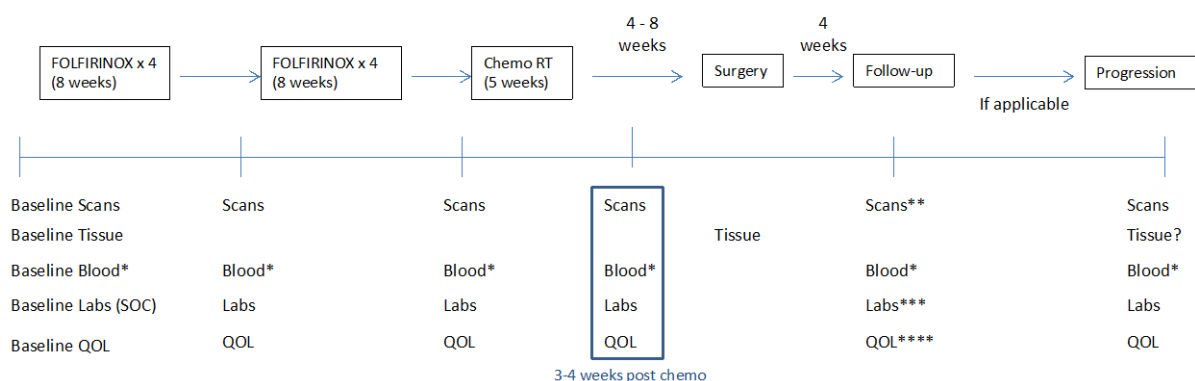 4 - 8
weeks
4
weeks
FOLFIRINOX x 4
(8 weeks)
FOLFIRINOX x 4
(8 weeks)
Chemo RT
(5 weeks)
Surgery
Follow-up
Progression
If applicable
Baseline Scans Scans Scans Scans Scans** Scans
Baseline Tissue Tissue Tissue?
Baseline Blood* Blood* Blood* Blood* Blood* Blood*
Baseline Labs (SOC) Labs Labs Labs Labs*** Labs
Baseline QOL QOL QOL QOL QOL**** QOL
3-4 weeks post chemo